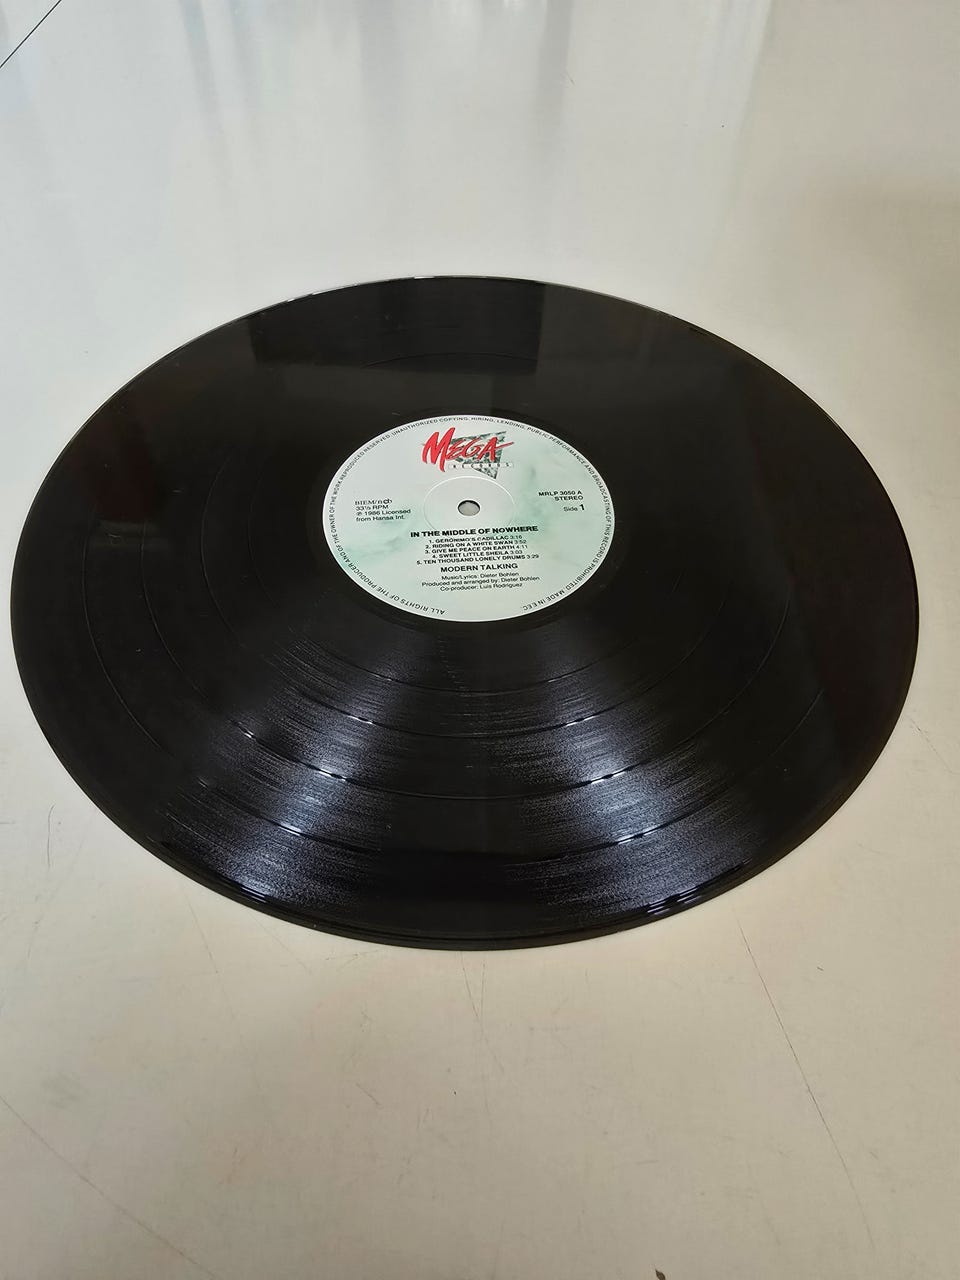 MEGA
RECORDS
BIEM/ncb
33⅓ RPM
℗ 1986 Licensed
from Hansa Int.
MRLP 3050 A
STEREO
Side 1
IN THE MIDDLE OF NOWHERE
1. GERONIMO'S CADILLAC 3:16
2. RIDING ON A WHITE SWAN 3:52
3. GIVE ME PEACE ON EARTH 4:11
4. SWEET LITTLE SHEILA 3:03
5. TEN THOUSAND LONELY DRUMS 3:29
MODERN TALKING
Music/Lyrics: Dieter Bohlen
Produced and arranged by: Dieter Bohlen
Co-producer: Luis Rodriguez
ALL RIGHTS OF THE PRODUCER AND OF THE OWNER OF THE WORK REPRODUCED RESERVED. UNAUTHORIZED COPYING, HIRING, LENDING, PUBLIC PERFORMANCE AND BROADCASTING OF THIS RECORD PROHIBITED MADE IN EEC.